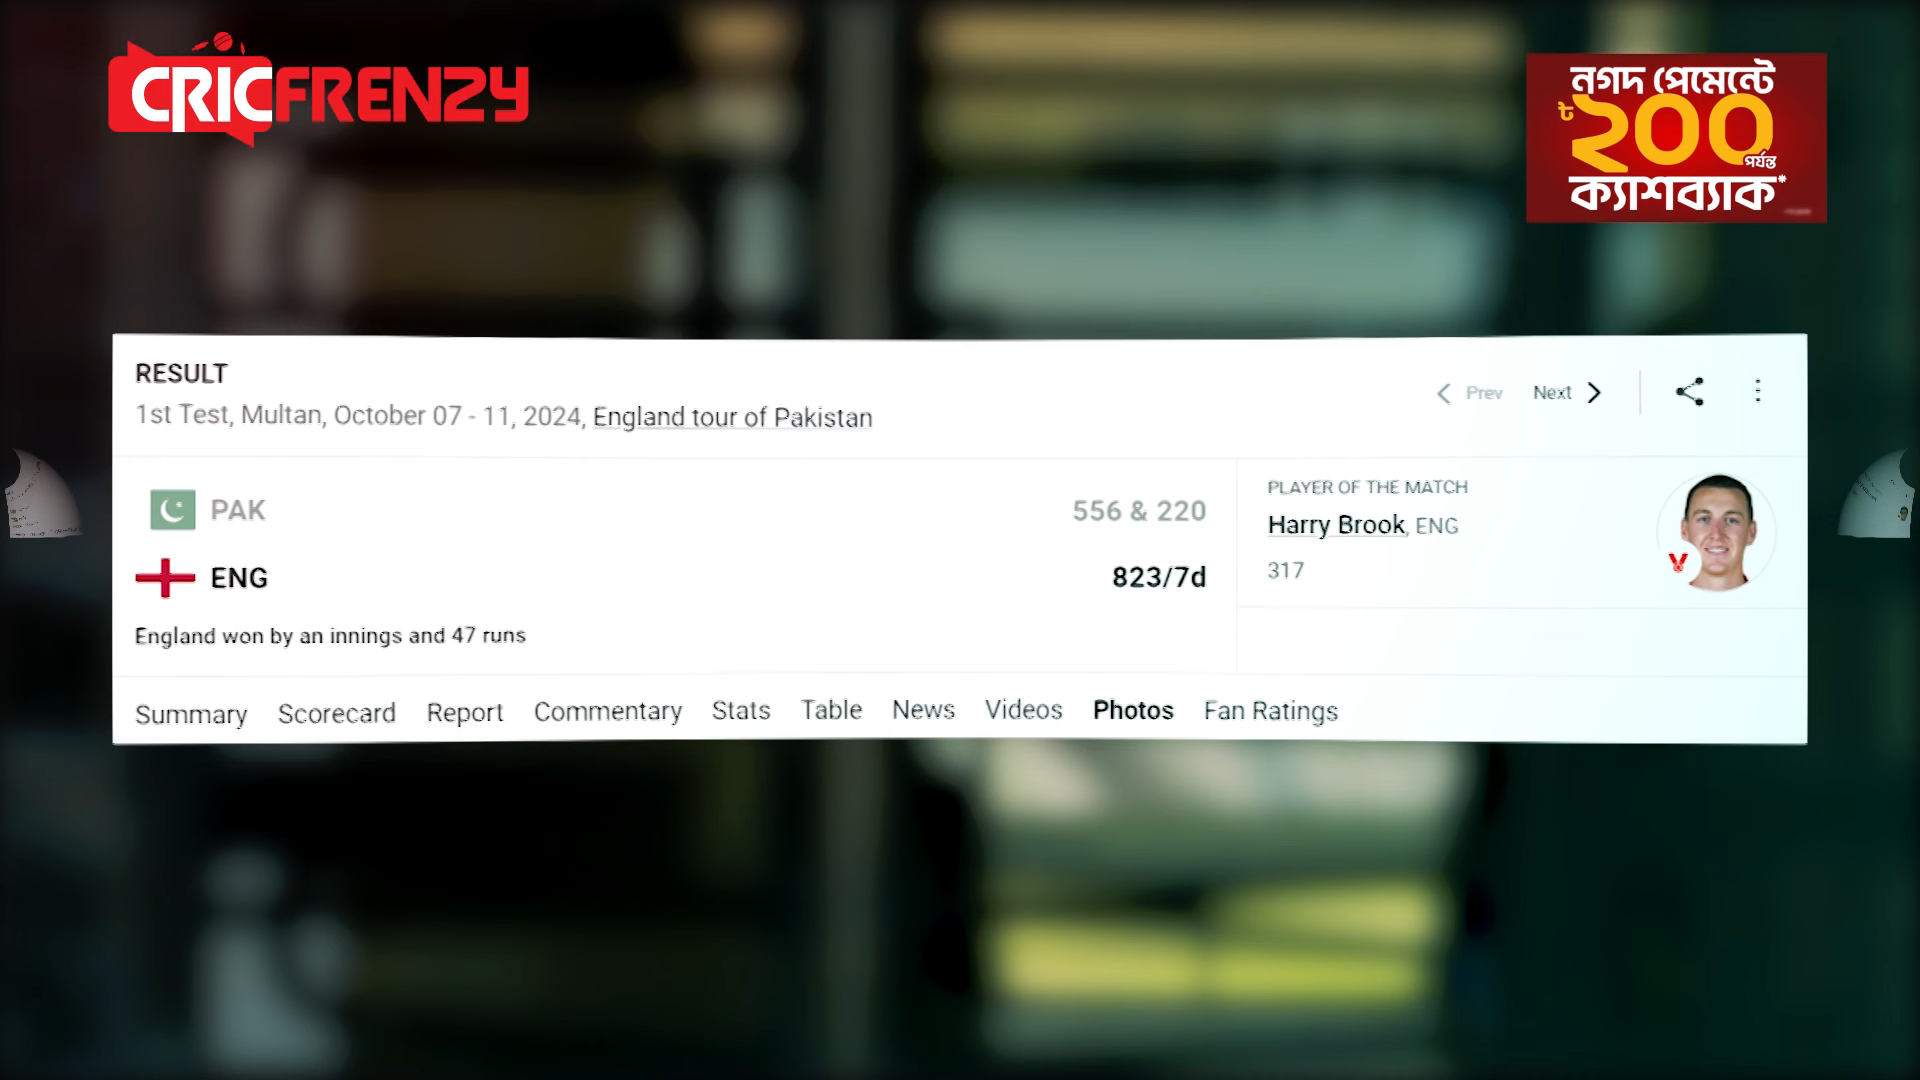 CRICFRENZY
নগদ পেমেন্টে
৳২০০
পর্যন্ত
ক্যাশব্যাক*
RESULT
1st Test, Multan, October 07 - 11, 2024, England tour of Pakistan
Prev Next
PAK 556 & 220
ENG 823/7d
England won by an innings and 47 runs
PLAYER OF THE MATCH
Harry Brook, ENG
317
Summary Scorecard Report Commentary Stats Table News Videos Photos Fan Ratings